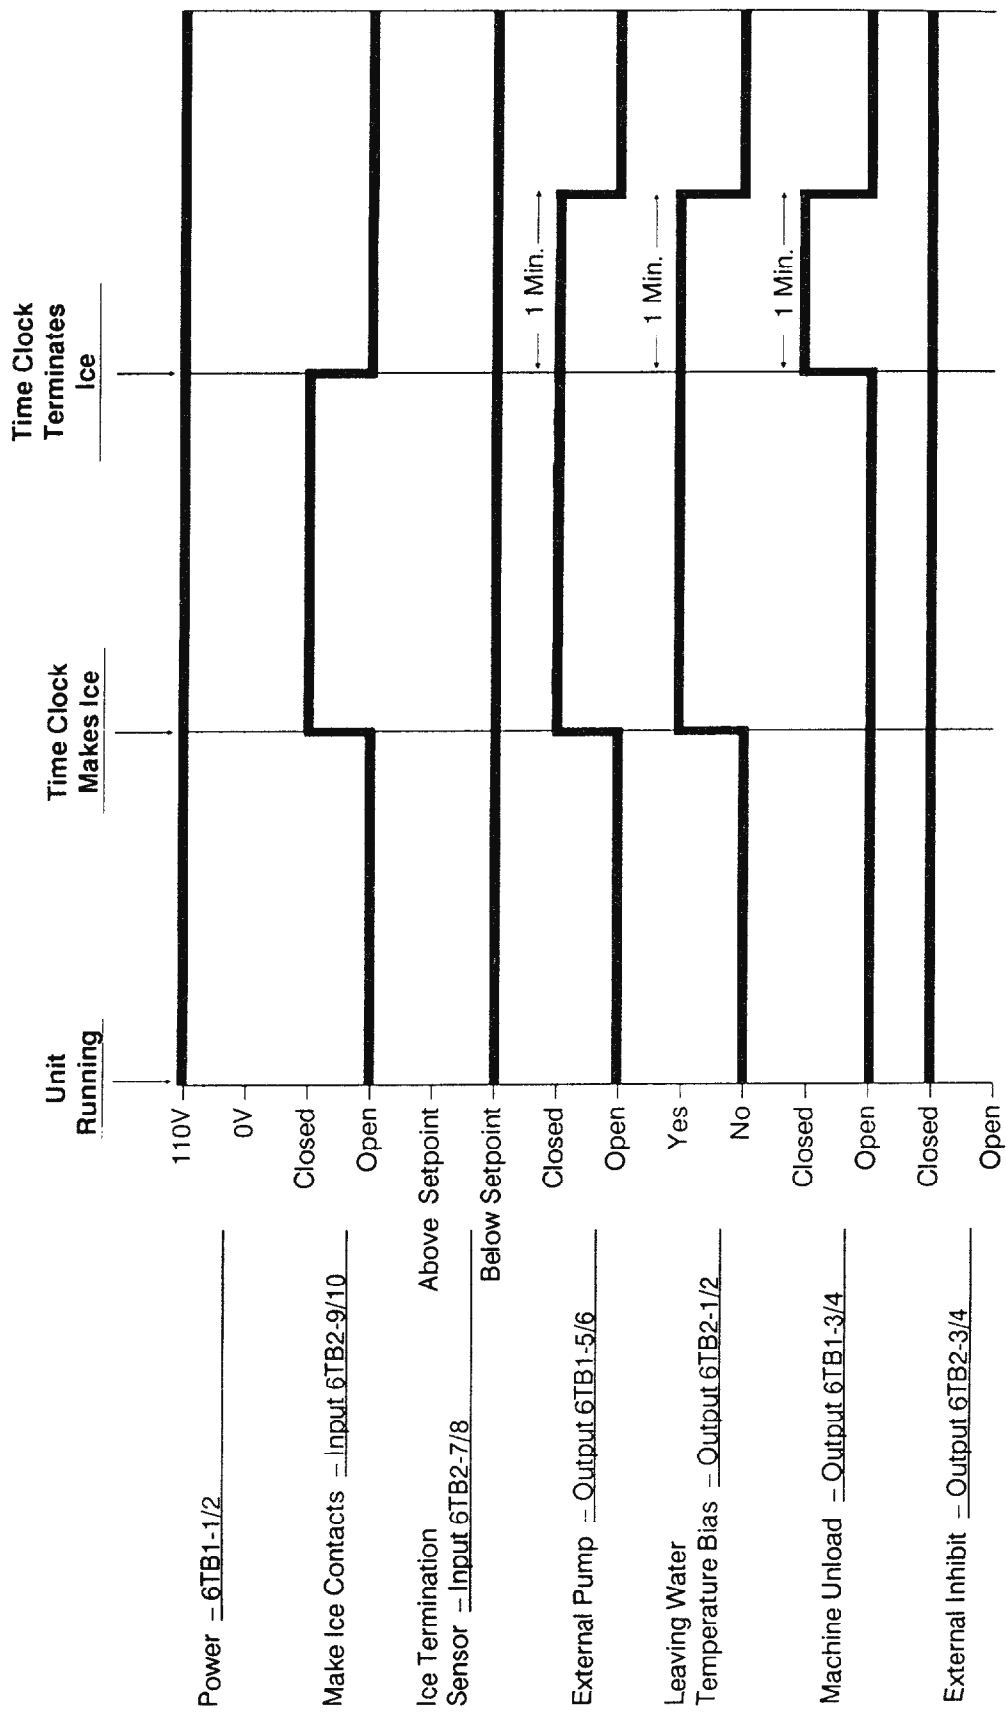 Unit
Running
Time Clock
Makes Ice
Time Clock
Terminates
Ice
Power – 6TB1-1/2
110V
0V
Make Ice Contacts – Input 6TB2-9/10
Closed
Open
Ice Termination
Sensor – Input 6TB2-7/8
Above Setpoint
Below Setpoint
External Pump – Output 6TB1-5/6
Closed
Open
1 Min.
Leaving Water
Temperature Bias – Output 6TB2-1/2
Yes
No
1 Min.
Machine Unload – Output 6TB1-3/4
Closed
Open
1 Min.
External Inhibit – Output 6TB2-3/4
Closed
Open